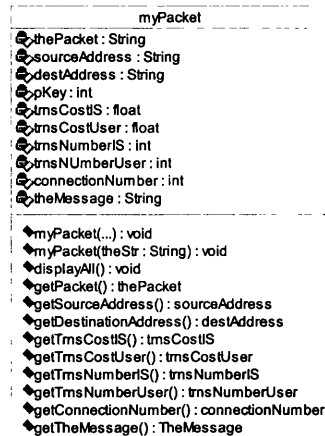 myPacket
thePacket : String
sourceAddress : String
destAddress : String
pKey : int
trnsCostIS : float
trnsCostUser : float
trnsNumberIS : int
trnsNUmberUser : int
connectionNumber : int
theMessage : String
myPacket(...) : void
myPacket(theStr : String) : void
displayAll() : void
getPacket() : thePacket
getSourceAddress() : sourceAddress
getDestinationAddress() : destAddress
getTrnsCostIS() : trnsCostIS
getTrnsCostUser() : trnsCostUser
getTrnsNumberIS() : trnsNumberIS
getTrnsNumberUser() : trnsNumberUser
getConnectionNumber() : connectionNumber
getTheMessage() : TheMessage